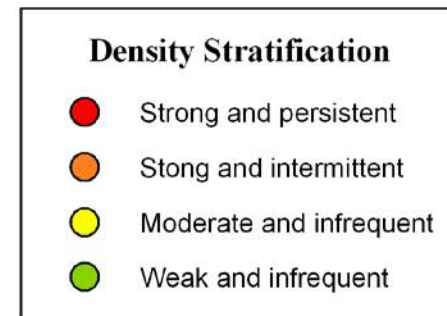 Density Stratification
Strong and persistent
Stong and intermittent
Moderate and infrequent
Weak and infrequent